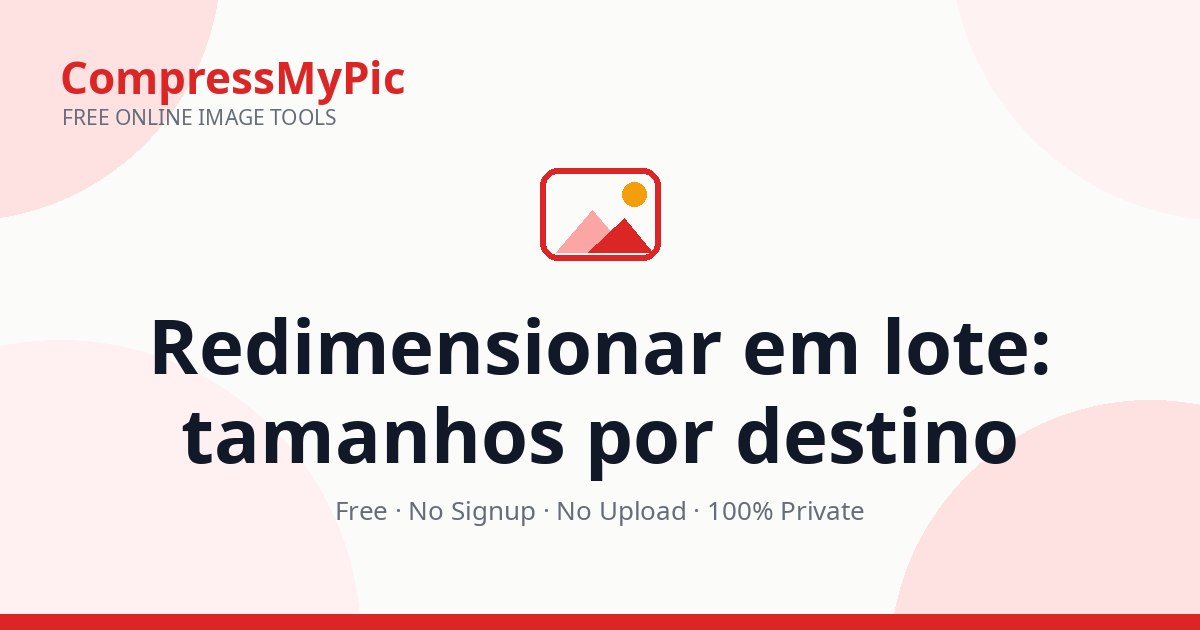 CompressMyPic
FREE ONLINE IMAGE TOOLS
Redimensionar em lote:
tamanhos por destino
Free · No Signup · No Upload · 100% Private